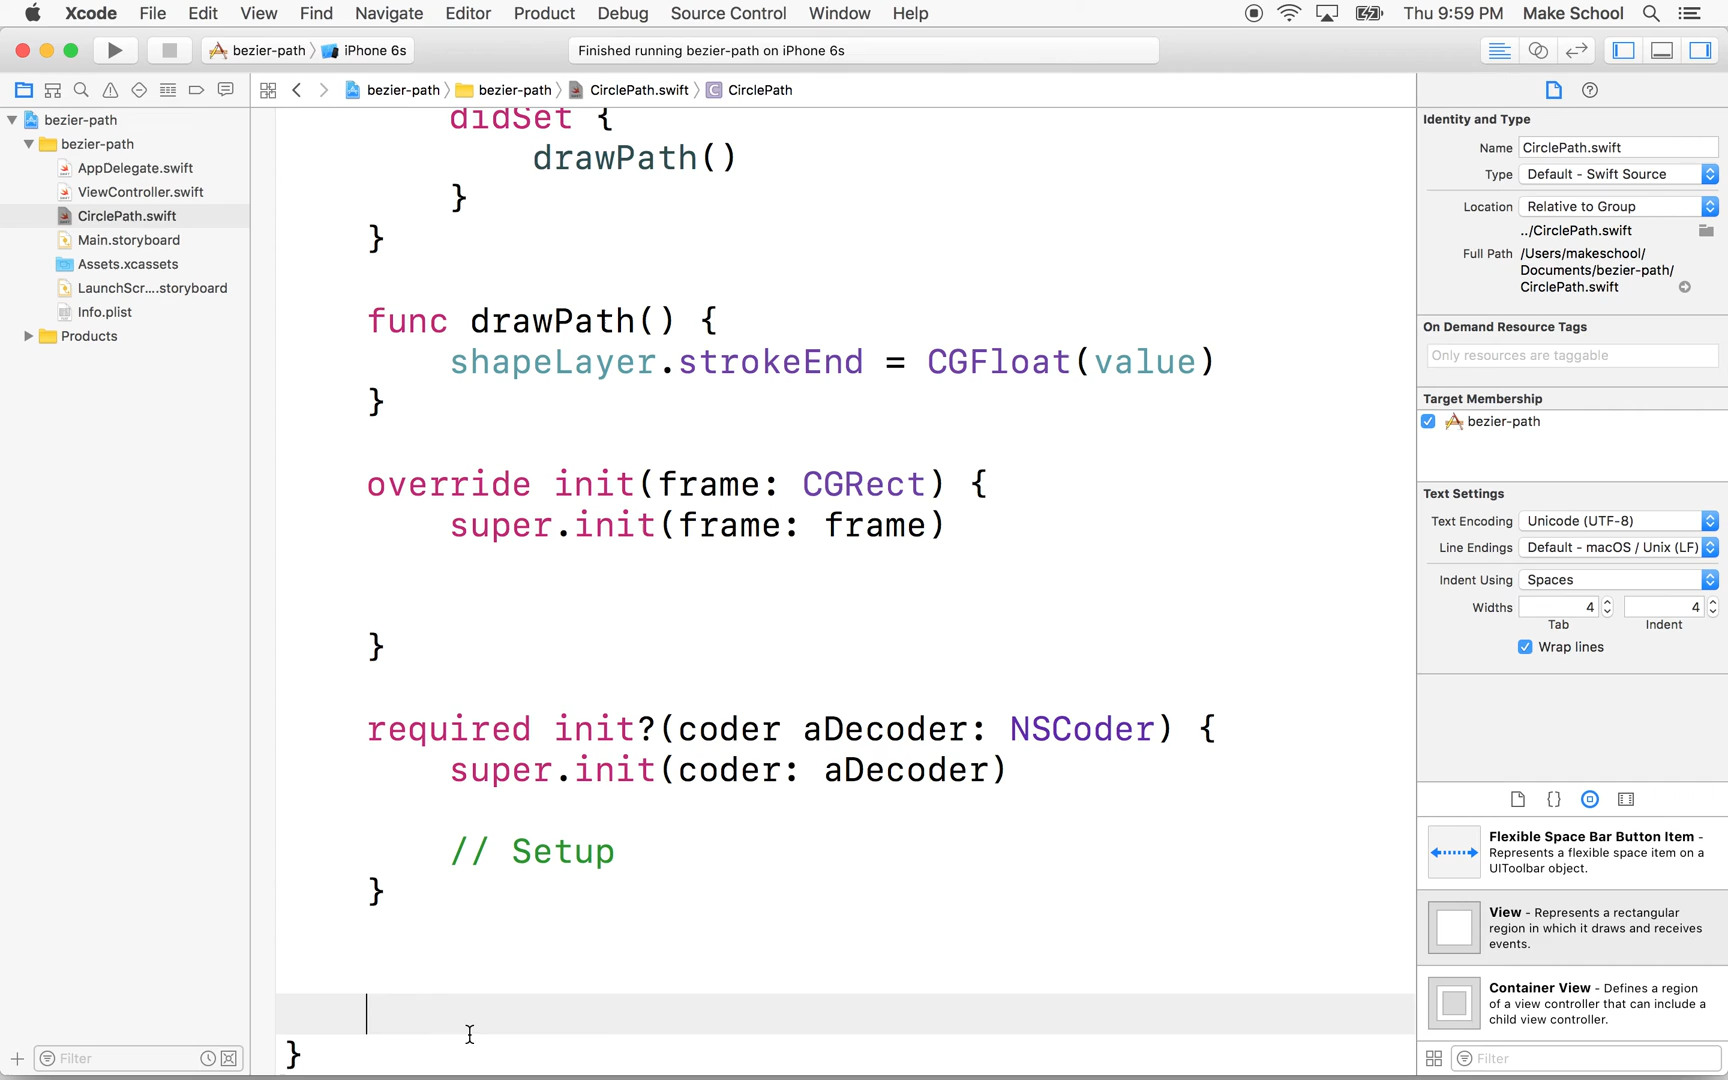 Xcode File Edit View Find Navigate Editor Product Debug Source Control Window Help Thu 9:59 PM Make School
bezier-path iPhone 6s Finished running bezier-path on iPhone 6s
bezier-path bezier-path CirclePath.swift C CirclePath
bezier-path
bezier-path
AppDelegate.swift
ViewController.swift
CirclePath.swift
Main.storyboard
Assets.xcassets
LaunchScr....storyboard
Info.plist
Products
Filter
didSet {
drawPath()
}
}
func drawPath() {
shapeLayer.strokeEnd = CGFloat(value)
}
override init(frame: CGRect) {
super.init(frame: frame)
}
required init?(coder aDecoder: NSCoder) {
super.init(coder: aDecoder)
// Setup
}
}
Identity and Type
Name CirclePath.swift
Type Default - Swift Source
Location Relative to Group
../CirclePath.swift
Full Path /Users/makeschool/
Documents/bezier-path/
CirclePath.swift
On Demand Resource Tags
Only resources are taggable
Target Membership
bezier-path
Text Settings
Text Encoding Unicode (UTF-8)
Line Endings Default - macOS / Unix (LF)
Indent Using Spaces
Widths 4 4
Tab Indent
Wrap lines
{}
Flexible Space Bar Button Item -
Represents a flexible space item on a
UIToolbar object.
View - Represents a rectangular
region in which it draws and receives
events.
Container View - Defines a region
of a view controller that can include a
child view controller.
Filter